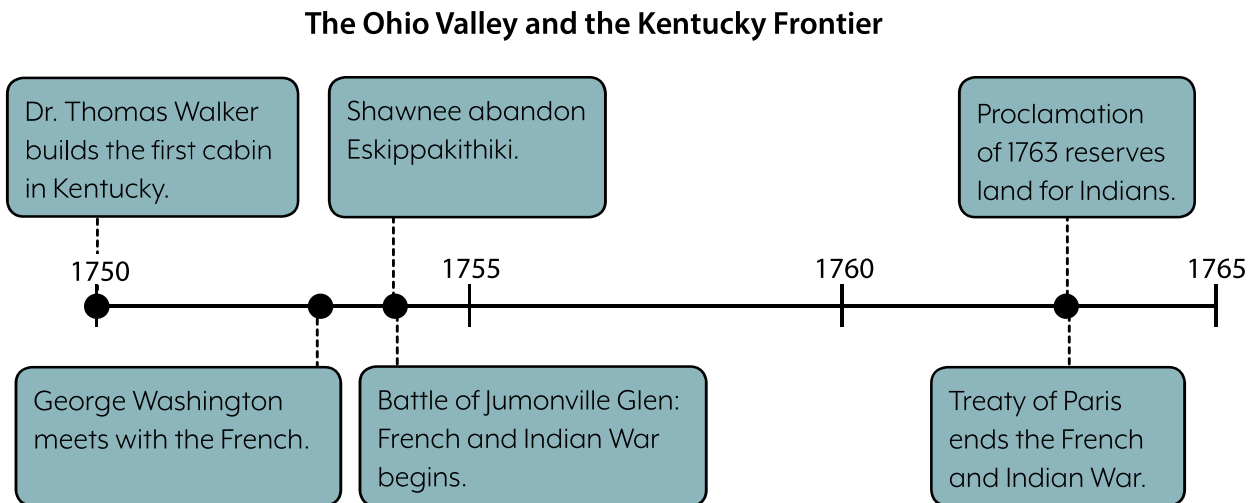 The Ohio Valley and the Kentucky Frontier
Dr. Thomas Walker
builds the first cabin
in Kentucky.
Shawnee abandon
Eskippakithiki.
Proclamation
of 1763 reserves
land for Indians.
1750
1755
1760
1765
George Washington
meets with the French.
Battle of Jumonville Glen:
French and Indian War
begins.
Treaty of Paris
ends the French
and Indian War.